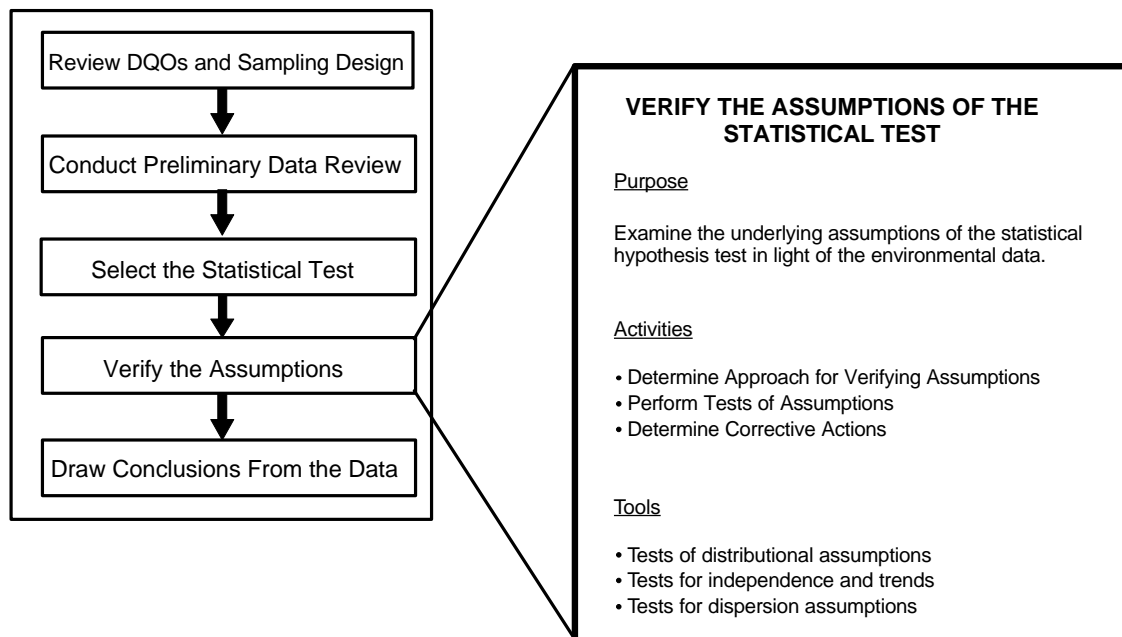 Review DQOs and Sampling Design
Conduct Preliminary Data Review
Select the Statistical Test
Verify the Assumptions
Draw Conclusions From the Data
VERIFY THE ASSUMPTIONS OF THE
STATISTICAL TEST
Purpose
Examine the underlying assumptions of the statistical
hypothesis test in light of the environmental data.
Activities
• Determine Approach for Verifying Assumptions
• Perform Tests of Assumptions
• Determine Corrective Actions
Tools
• Tests of distributional assumptions
• Tests for independence and trends
• Tests for dispersion assumptions